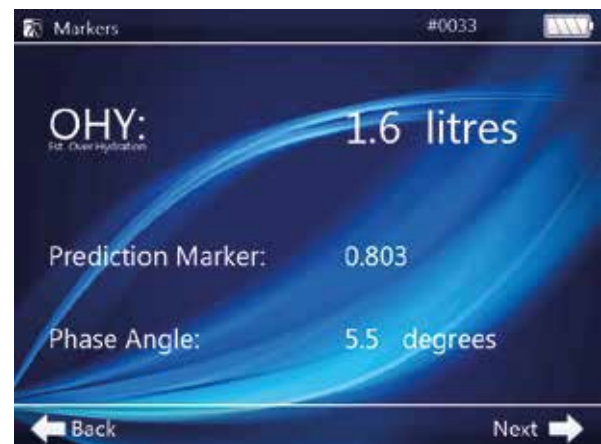 Markers #0033
OHY: 1.6 litres
Est. Over Hydration
Prediction Marker: 0.803
Phase Angle: 5.5 degrees
Back Next